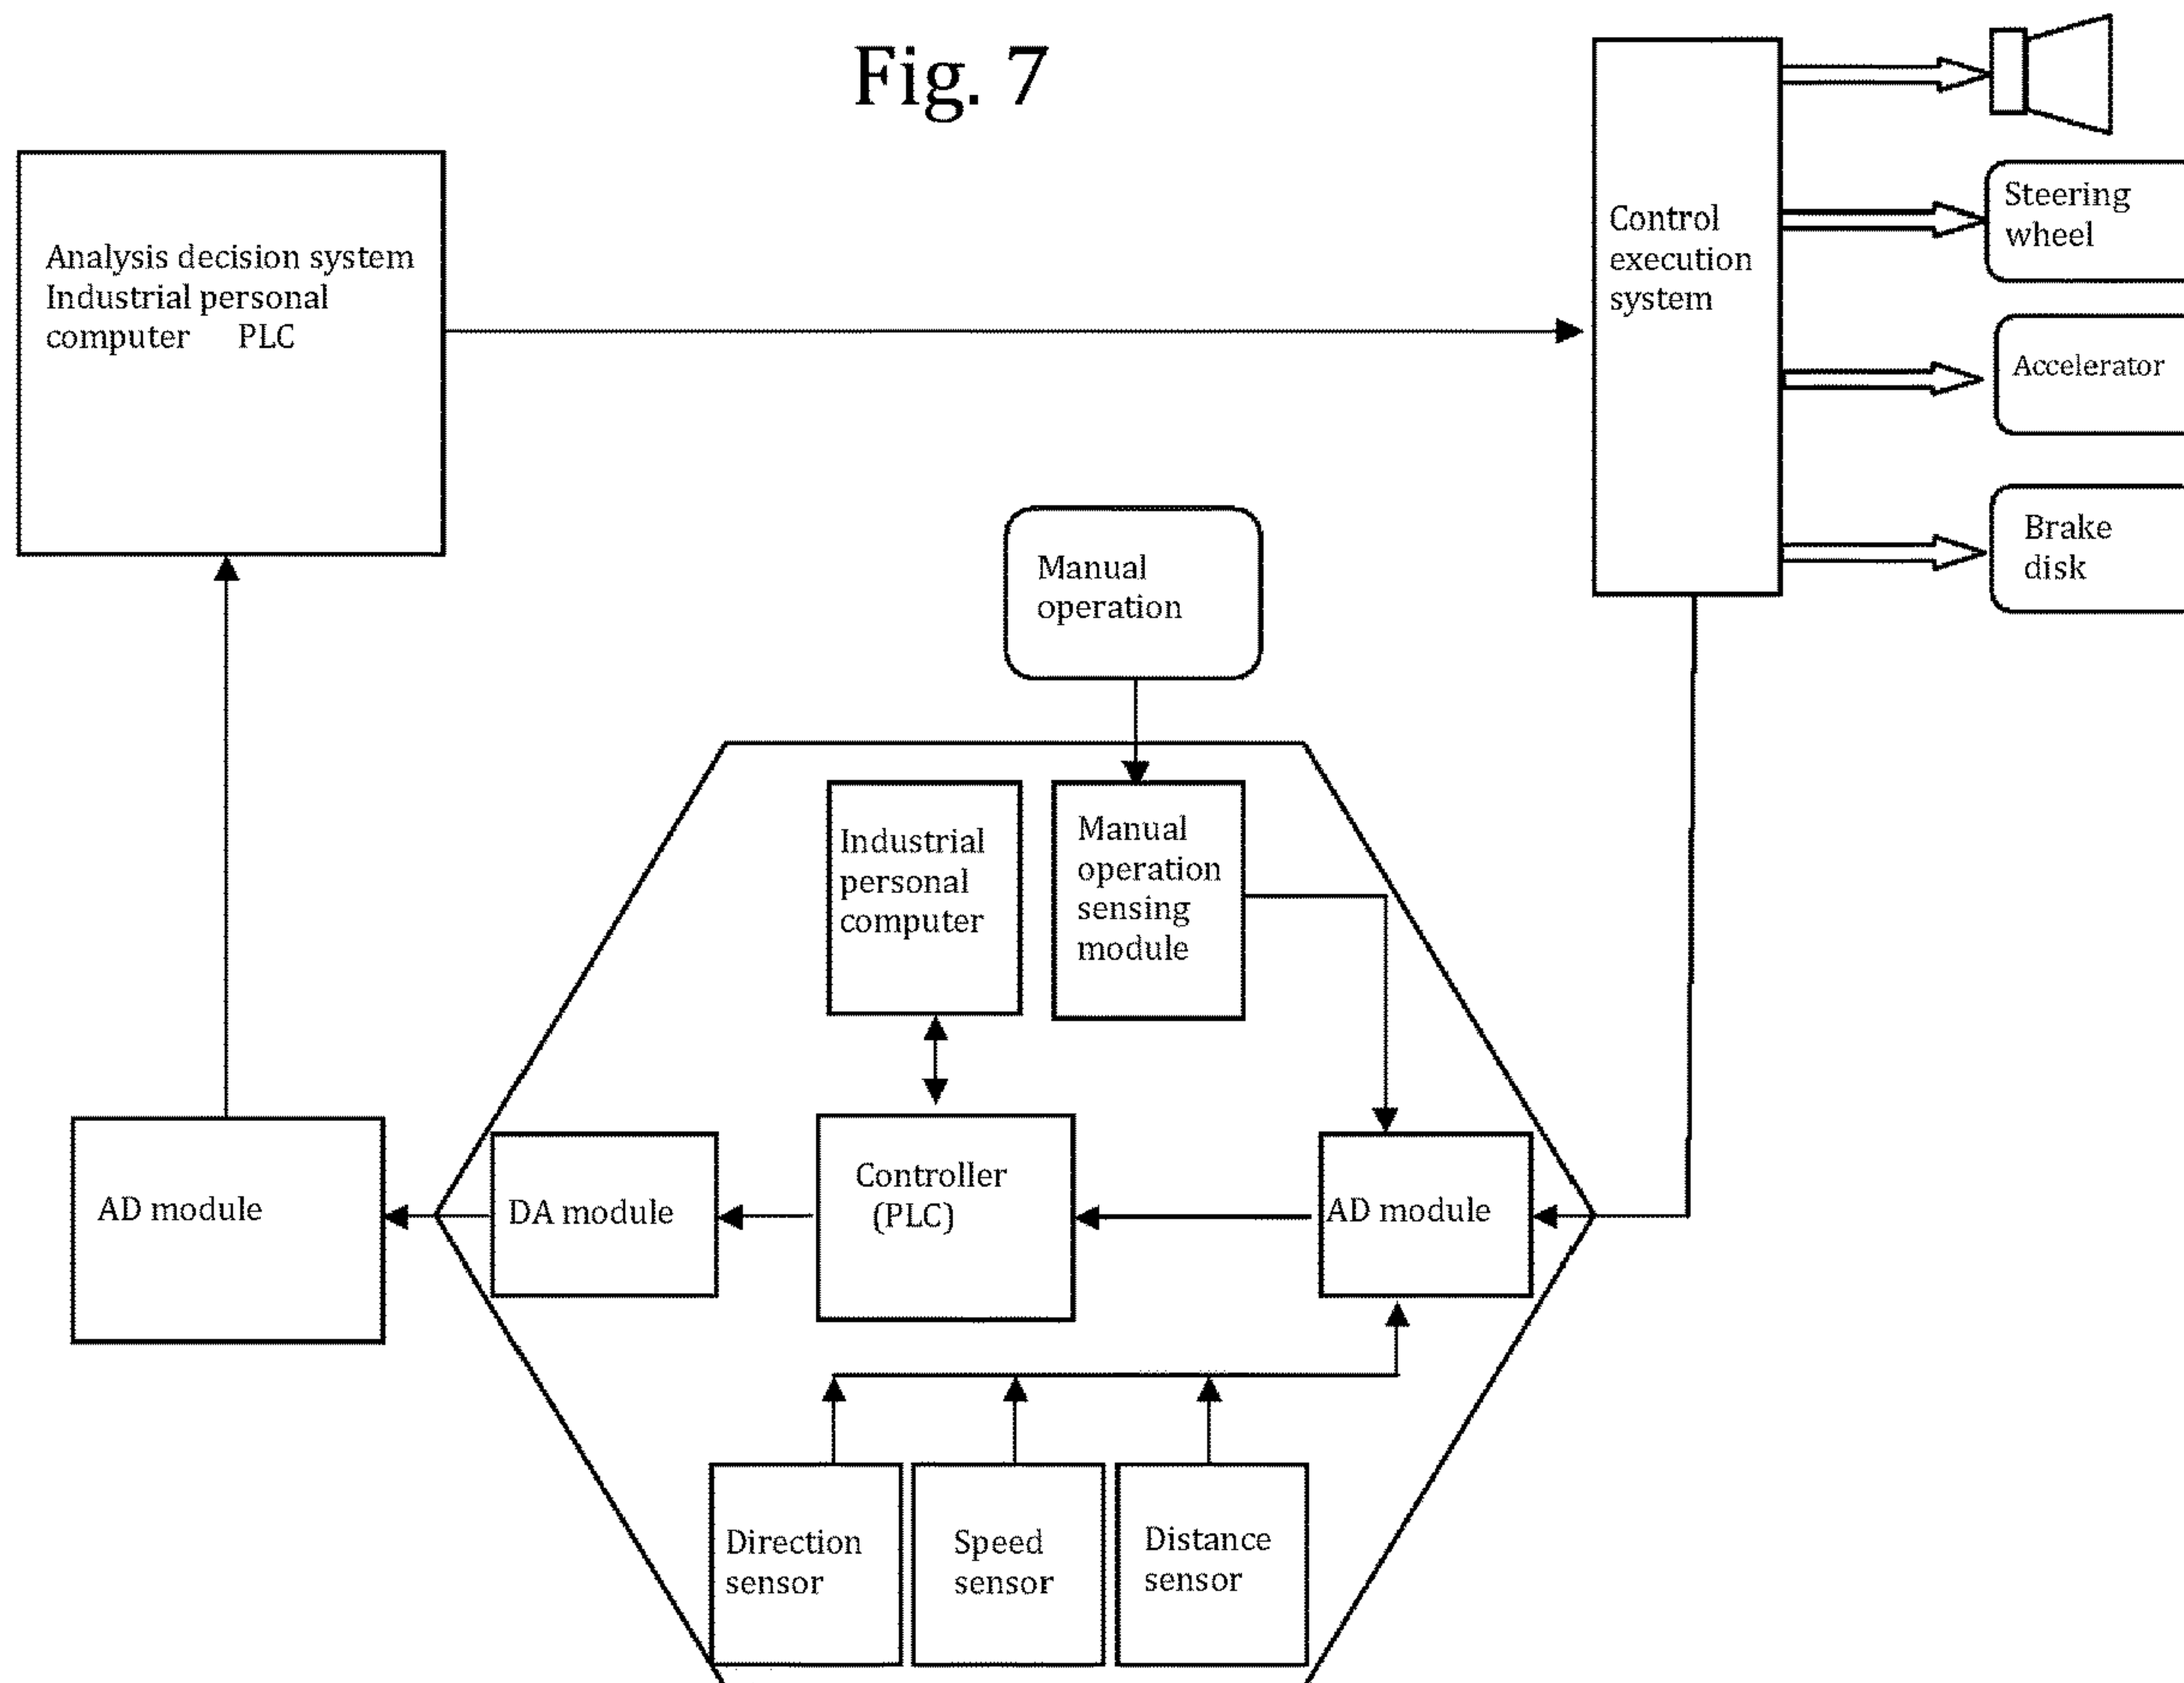 Fig. 7
Analysis decision system
Industrial personal
computer PLC
Control
execution
system
Steering
wheel
Accelerator
Brake
disk
Manual
operation
Industrial
personal
computer
Manual
operation
sensing
module
AD module
DA module
Controller
(PLC)
AD module
Direction
sensor
Speed
sensor
Distance
sensor